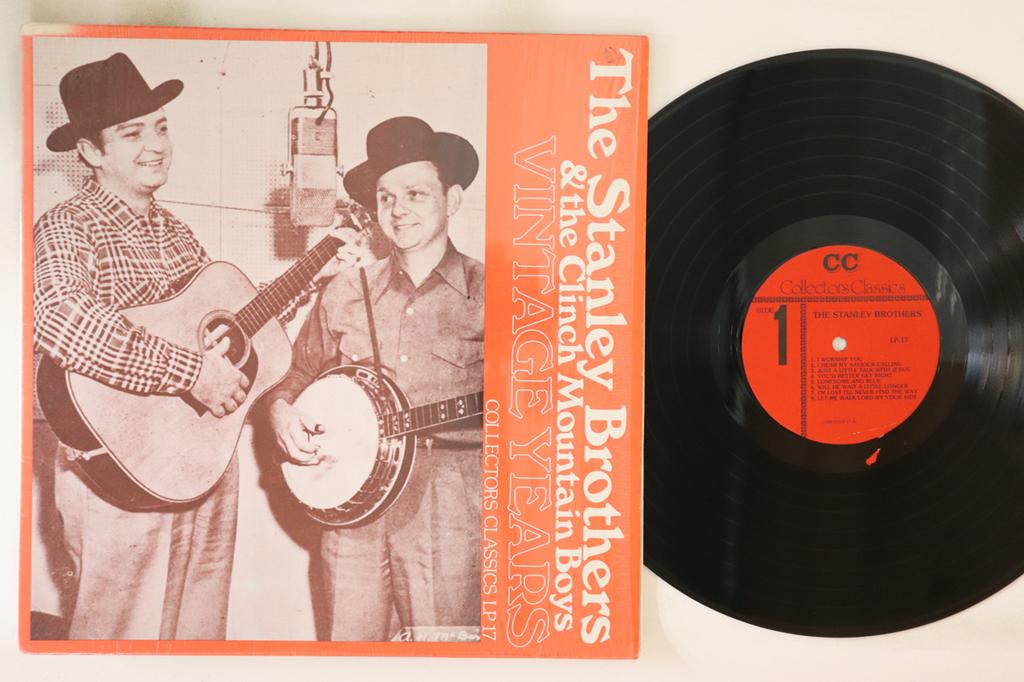 The Stanley Brothers
& the Clinch Mountain Boys
VINTAGE YEARS
COLLECTORS CLASSICS LP 17
CC
Collectors Classics
SIDE
1
THE STANLEY BROTHERS
LP-17
1. I WORSHIP YOU
2. I HEAR MY SAVIOUR CALLING
3. JUST A LITTLE TALK WITH JESUS
4. YOU'D BETTER GET RIGHT
5. LONESOME AND BLUE
6. WILL HE WAIT A LITTLE LONGER
7. I'M LOST I'LL NEVER FIND THE WAY
8. LET ME WALK LORD BY YOUR SIDE